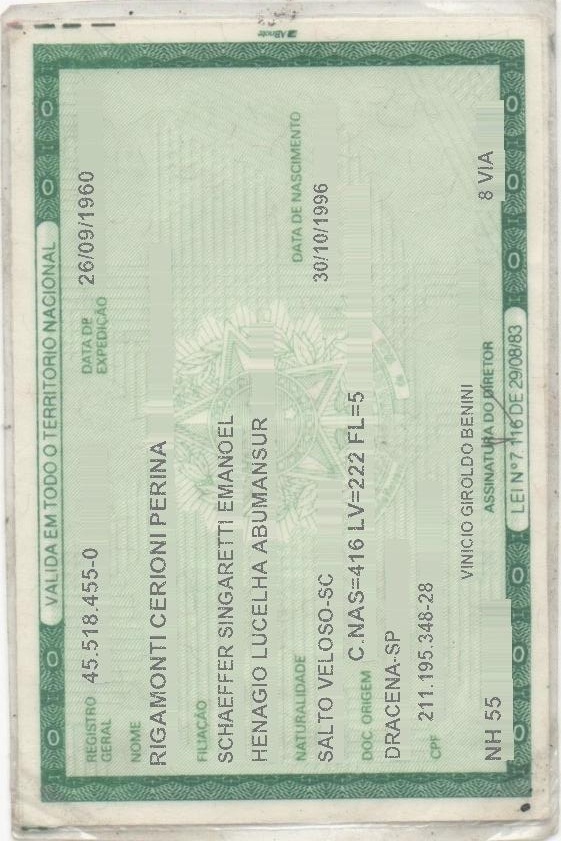 ABnote
VALIDA EM TODO O TERRITORIO NACIONAL
REGISTRO GERAL 45.518.455-0 DATA DE EXPEDIÇÃO 26/09/1960
NOME
RIGAMONTI CERIONI PERINA
FILIAÇÃO
SCHAEFFER SINGARETTI EMANOEL
HENAGIO LUCELHA ABUMANSUR
NATURALIDADE DATA DE NASCIMENTO
SALTO VELOSO-SC 30/10/1996
DOC ORIGEM C.NAS=416 LV=222 FL=5
DRACENA-SP
CPF 211.195.348-28
VINICIO GIROLDO BENINI
NH 55 ASSINATURA DO DIRETOR 8 VIA
LEI Nº 7 116 DE 29/08/83